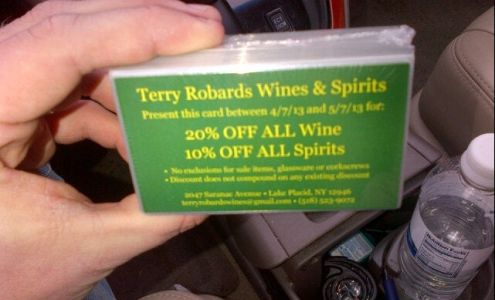 Terry Robards Wines & Spirits
Present this card between 4/7/13 and 5/7/13 for:
20% OFF ALL Wine
10% OFF ALL Spirits
• No exclusions for sale items, glassware or corkscrews
• Discount does not compound on any existing discount
2047 Saranac Avenue • Lake Placid, NY 12946
terryrobardswines@gmail.com • (518) 523-9072
Nutrition Facts